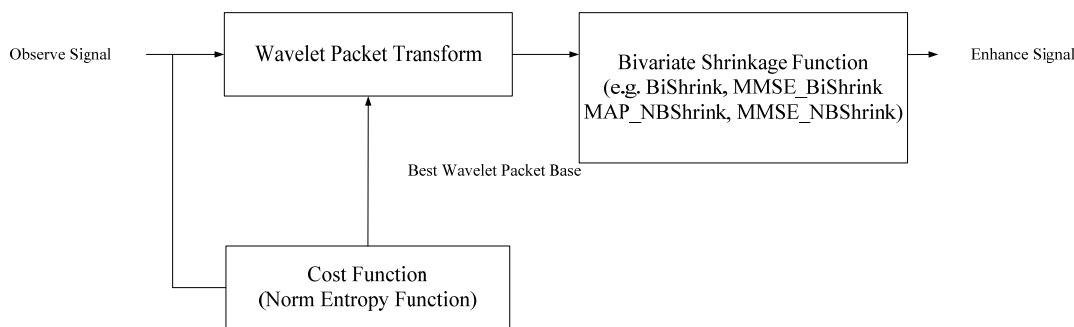 Observe Signal
Wavelet Packet Transform
Bivariate Shrinkage Function
(e.g. BiShrink, MMSE_BiShrink
MAP_NBShrink, MMSE_NBShrink)
Enhance Signal
Best Wavelet Packet Base
Cost Function
(Norm Entropy Function)